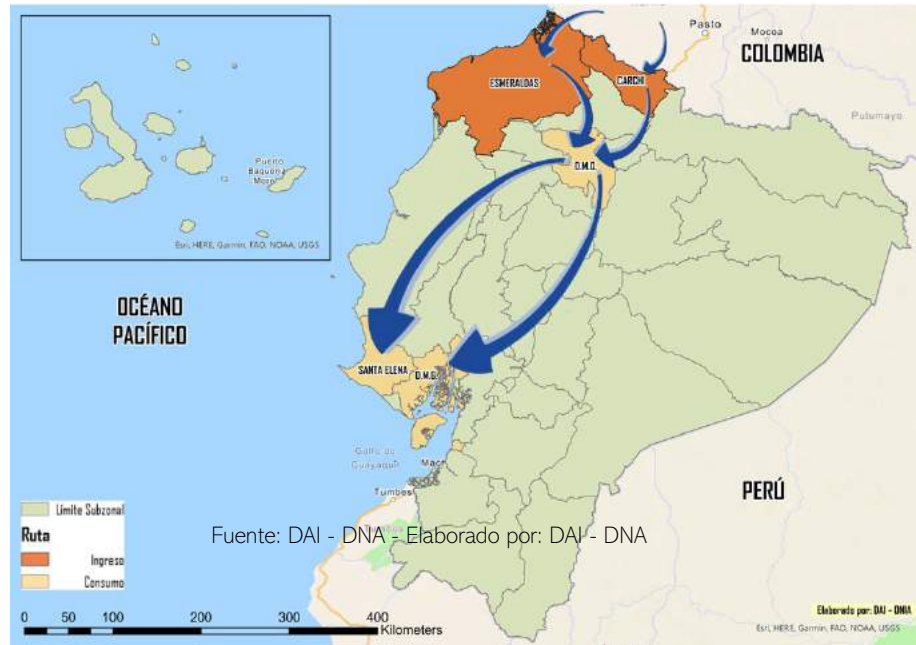 Pasto
Mocoa
COLOMBIA
ESMERALDAS
CARCHI
Putumayo
D.M.Q.
Puerto
Baquerizo
Moreno
Esri, HERE, Garmin, FAO, NOAA, USGS
OCÉANO
PACÍFICO
SANTA ELENA
D.M.G.
Golfo de
Guayaquil
Tumbes
PERÚ
Límite Subzonal
Ruta
Ingreso
Consumo
Fuente: DAI - DNA - Elaborado por: DAI - DNA
Elaborado por: DAI - DNIA
Esri, HERE, Garmin, FAO, NOAA, USGS
0 50 100 200 300 400
Kilometers